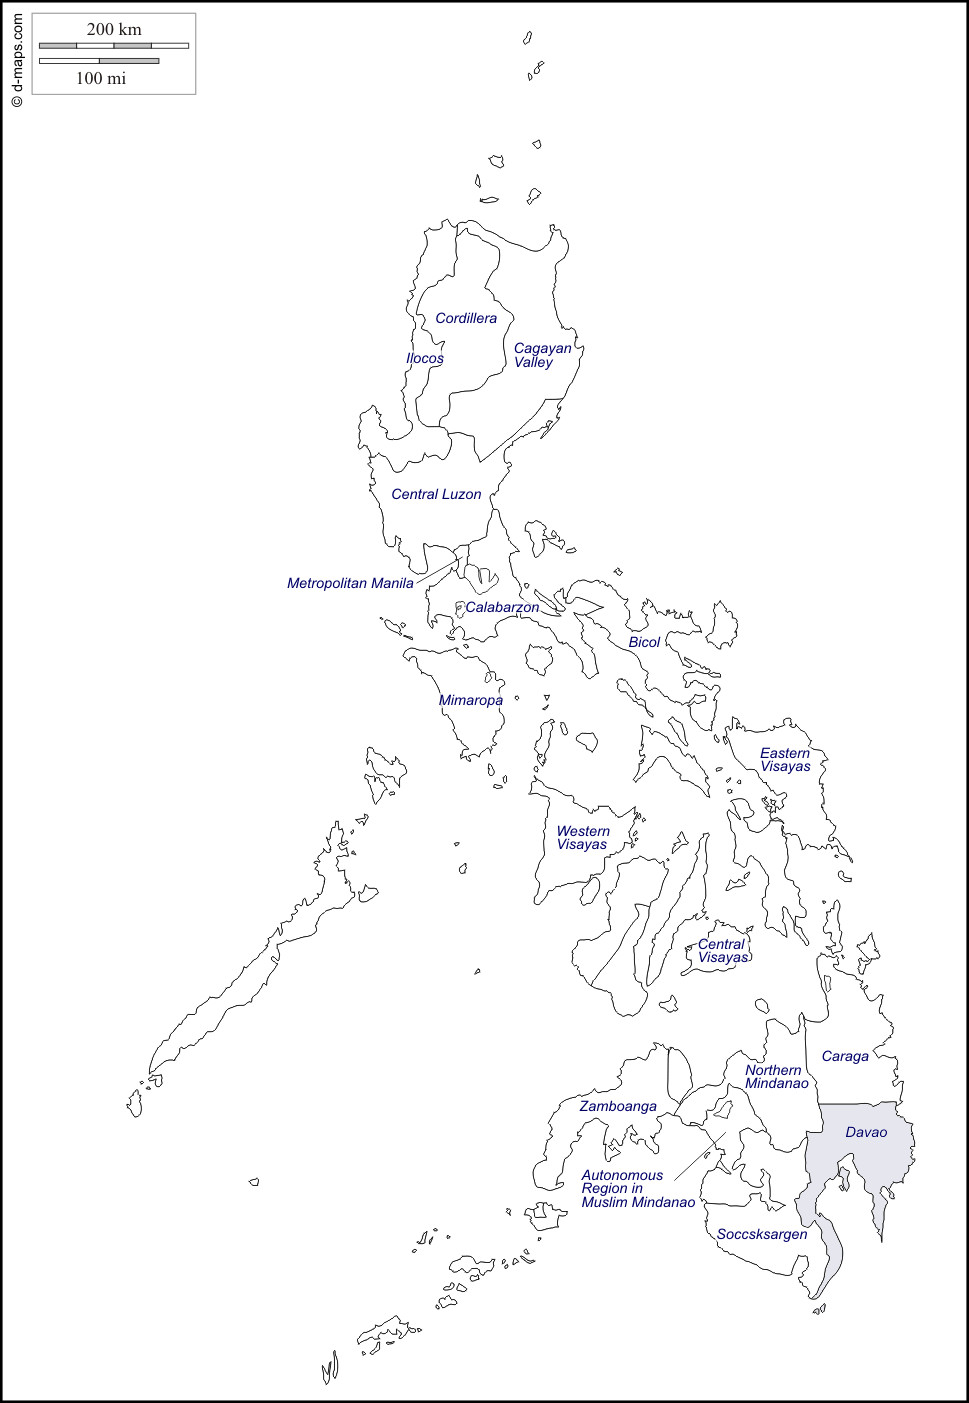 © d-maps.com
200 km
100 mi
Cordillera
Ilocos
Cagayan
Valley
Central Luzon
Metropolitan Manila
Calabarzon
Bicol
Mimaropa
Eastern
Visayas
Western
Visayas
Central
Visayas
Caraga
Northern
Mindanao
Zamboanga
Davao
Autonomous
Region in
Muslim Mindanao
Soccsksargen